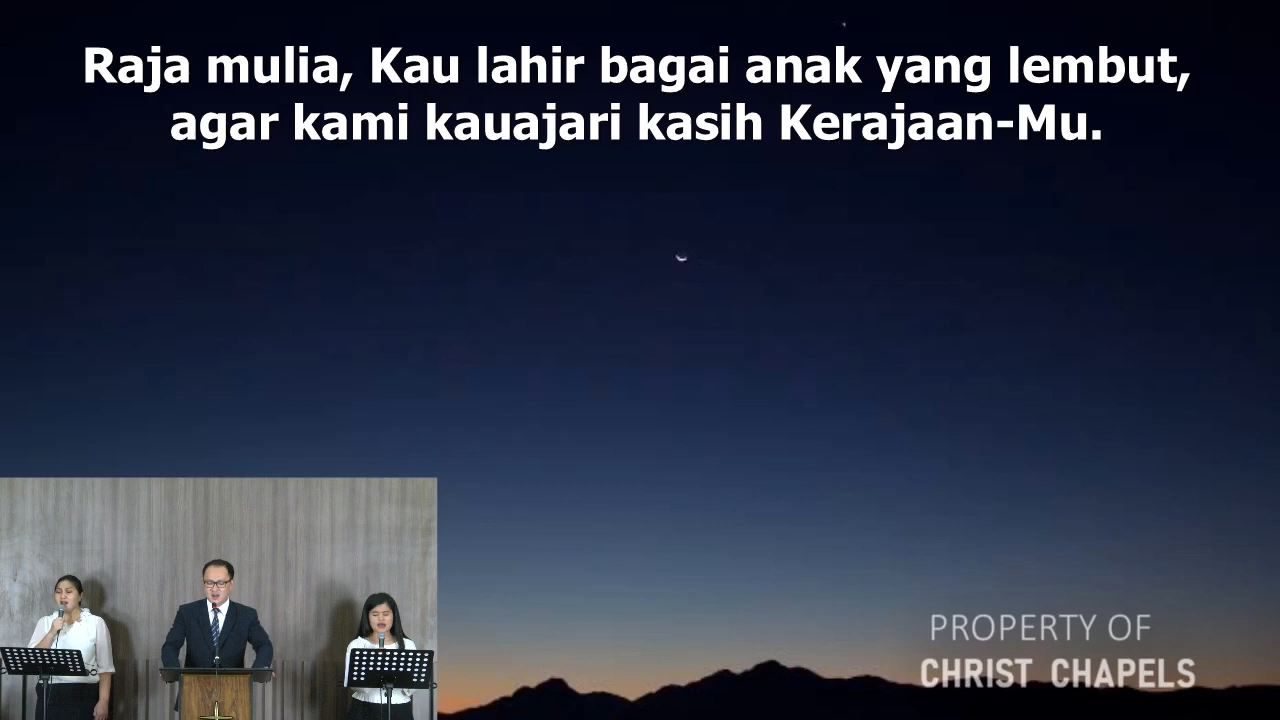 Raja mulia, Kau lahir bagai anak yang lembut,
agar kami kauajari kasih Kerajaan-Mu.
PROPERTY OF
CHRIST CHAPELS